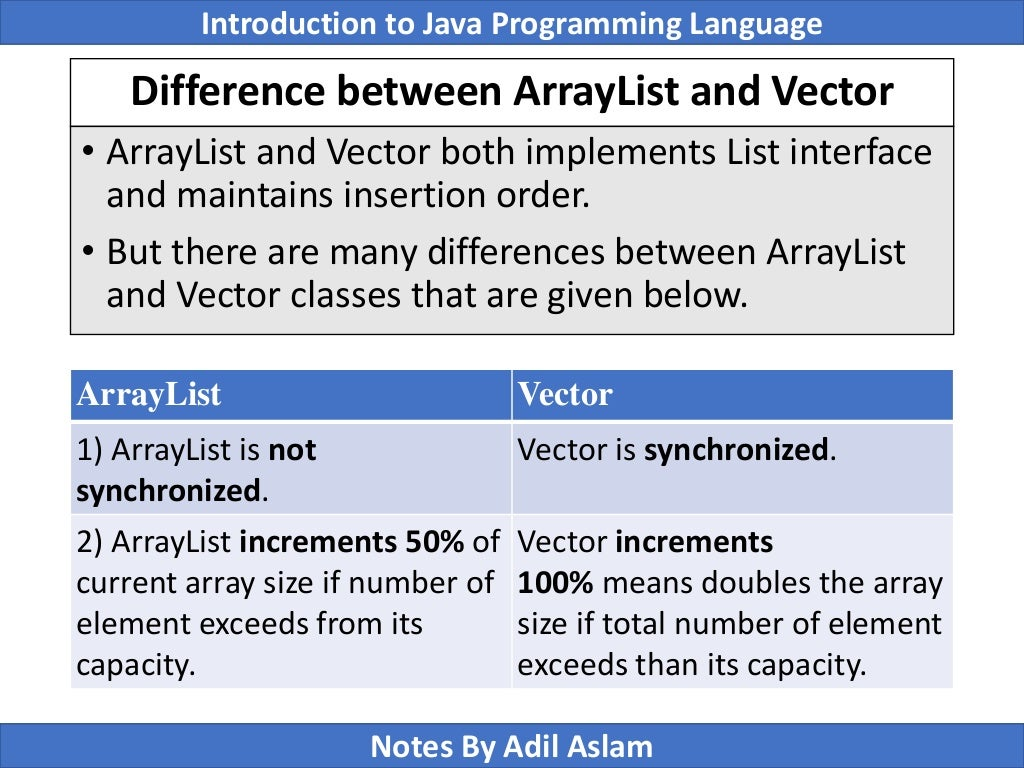 Introduction to Java Programming Language
Difference between ArrayList and Vector
• ArrayList and Vector both implements List interface
and maintains insertion order.
• But there are many differences between ArrayList
and Vector classes that are given below.
ArrayList
Vector
1) ArrayList is not
synchronized.
Vector is synchronized.
2) ArrayList increments 50% of
current array size if number of
element exceeds from its
capacity.
Vector increments
100% means doubles the array
size if total number of element
exceeds than its capacity.
Notes By Adil Aslam